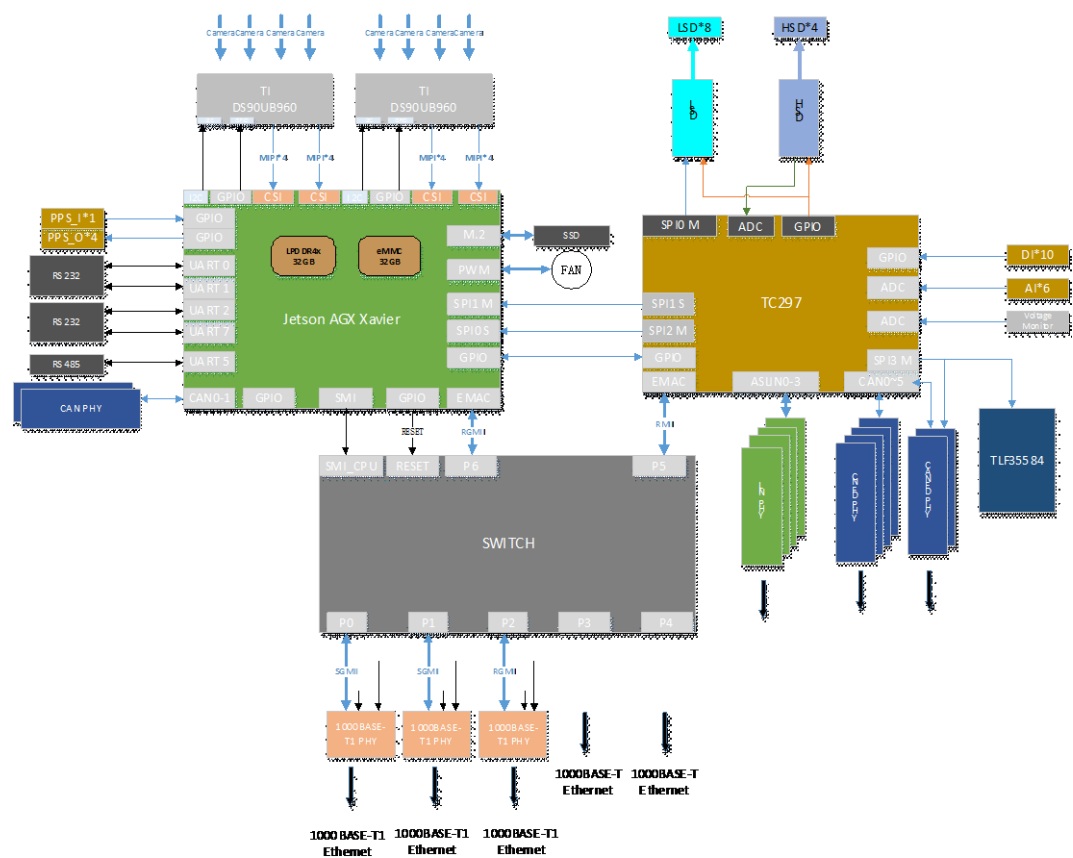 Camera Camera Camera Camera
Camera Camera Camera Camera
LSD*8
HSD*4
TI
DS90UB960
TI
DS90UB960
LSD
HSD
MIPI*4
MIPI*4
MIPI*4
MIPI*4
GPIO
CSI
CSI
GPIO
CSI
CSI
PPS_I*1
PPS_O*4
GPIO
GPIO
LPDDR4x
32GB
eMMC
32GB
M.2
SSD
PWM
FAN
SPI0 M
ADC
GPIO
RS232
UART 0
UART 1
RS232
UART 2
UART 7
Jetson AGX Xavier
SPI1 M
SPI0 S
GPIO
SPI1 S
SPI2 M
GPIO
TC297
GPIO
ADC
ADC
DI*10
AI*6
Voltage
Monitor
RS485
UART 5
SPI3 M
CAN PHY
CAN0-1
GPIO
SMI
GPIO
EMAC
EMAC
ASLIN0-3
CAN0~5
RESET
RGMII
RMII
SMI_CPU
RESET
P6
P5
TLF35584
CANFDPHY
SWITCH
P0
P1
P2
P3
P4
SGMII
SGMII
RGMII
1000BASE-
T1 PHY
1000BASE-
T1 PHY
1000BASE-
T1 PHY
1000BASE-T
Ethernet
1000BASE-T
Ethernet
1000BASE-T1
Ethernet
1000BASE-T1
Ethernet
1000BASE-T1
Ethernet